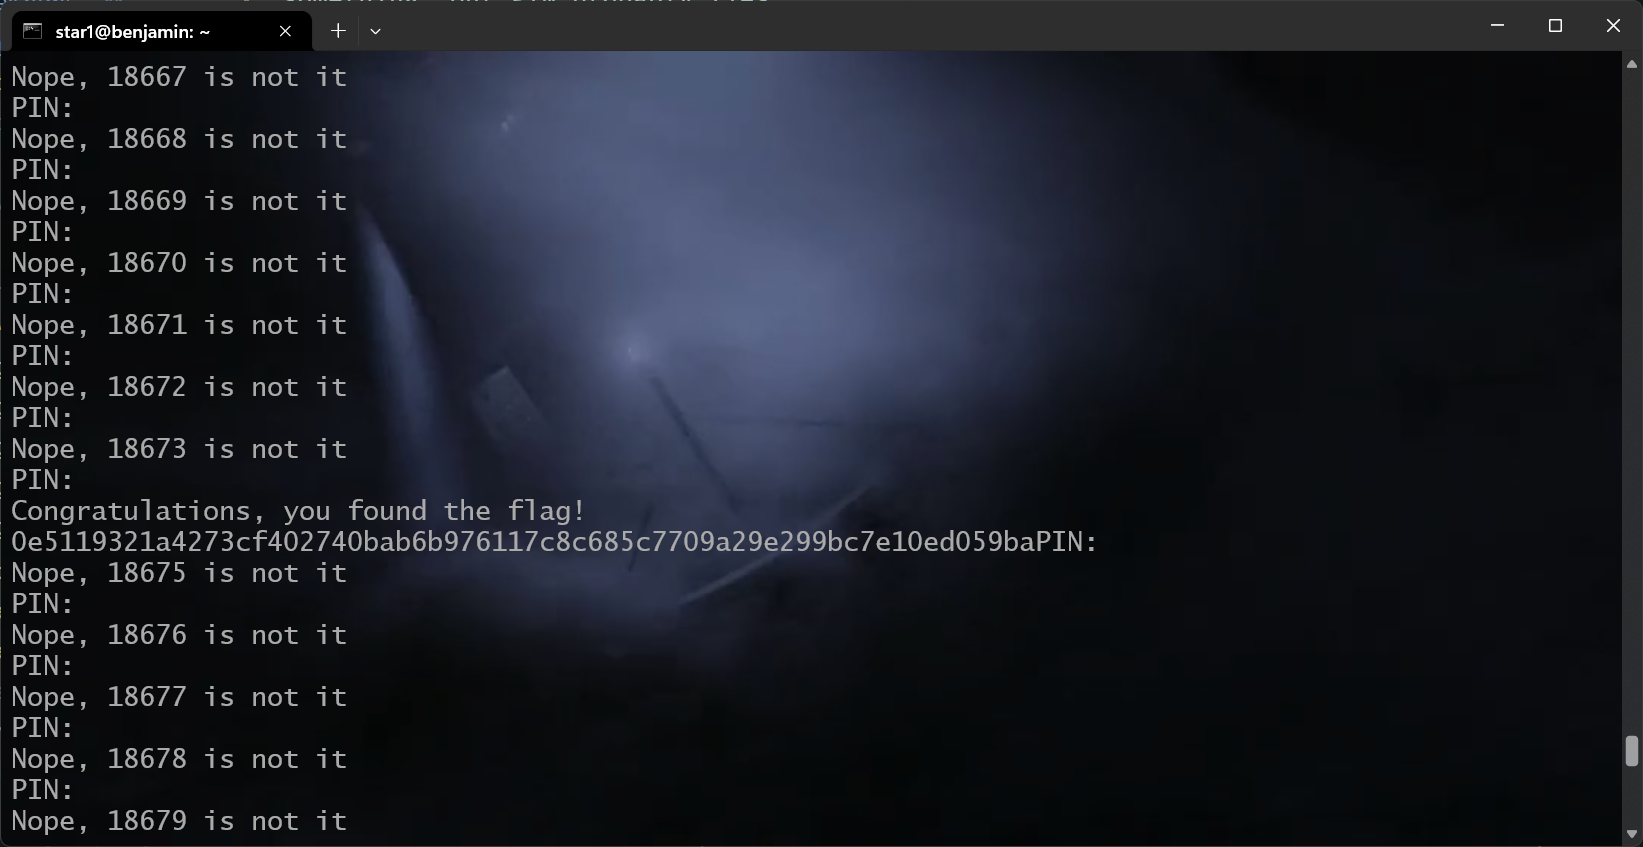 star1@benjamin: ~
Nope, 18667 is not it
PIN:
Nope, 18668 is not it
PIN:
Nope, 18669 is not it
PIN:
Nope, 18670 is not it
PIN:
Nope, 18671 is not it
PIN:
Nope, 18672 is not it
PIN:
Nope, 18673 is not it
PIN:
Congratulations, you found the flag!
0e5119321a4273cf402740bab6b976117c8c685c7709a29e299bc7e10ed059baPIN:
Nope, 18675 is not it
PIN:
Nope, 18676 is not it
PIN:
Nope, 18677 is not it
PIN:
Nope, 18678 is not it
PIN:
Nope, 18679 is not it